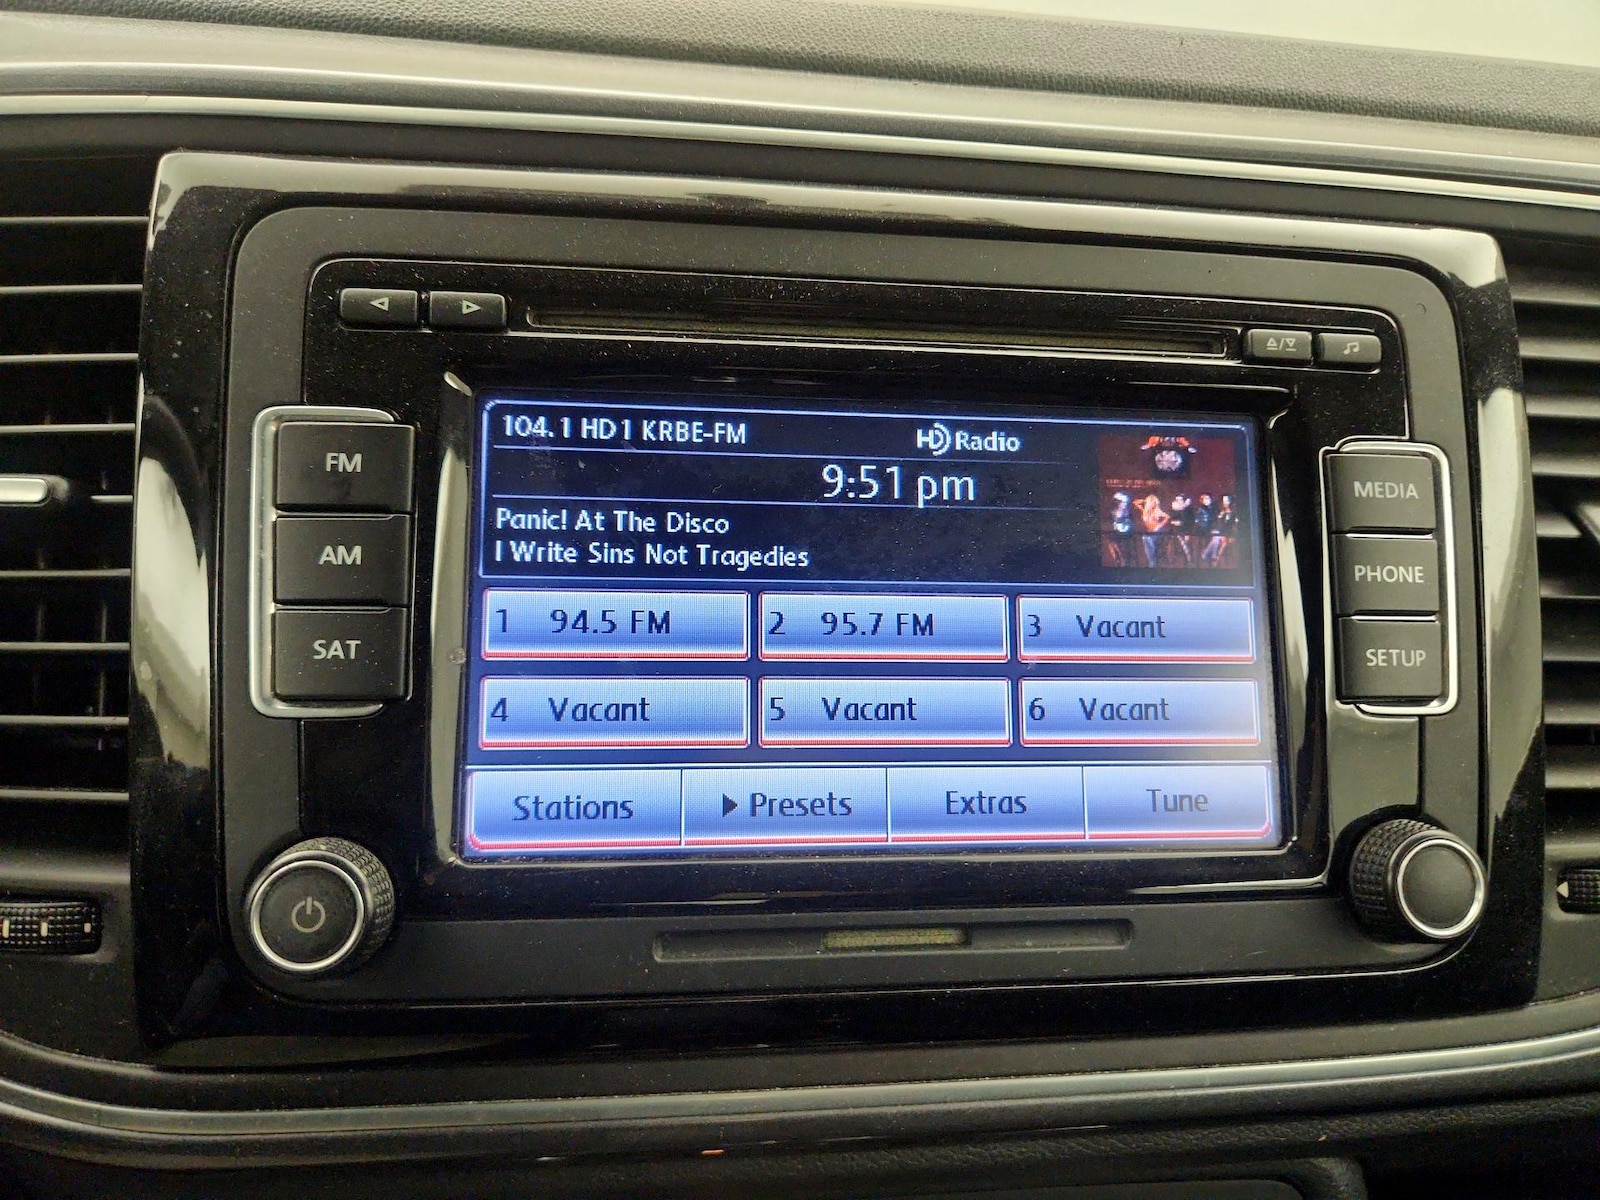 FM
AM
SAT
104.1 HD1 KRBE-FM
HD Radio
9:51 pm
Panic! At The Disco
I Write Sins Not Tragedies
1 94.5 FM
2 95.7 FM
3 Vacant
4 Vacant
5 Vacant
6 Vacant
Stations
Presets
Extras
Tune
MEDIA
PHONE
SETUP